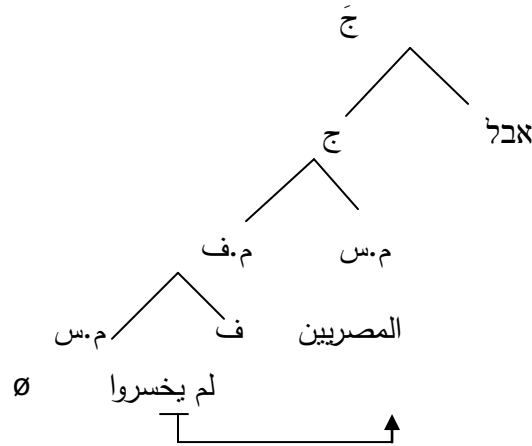 جَ
אבל ج
م.س م.ف
المصريين ف م.س
لم يخسروا ø